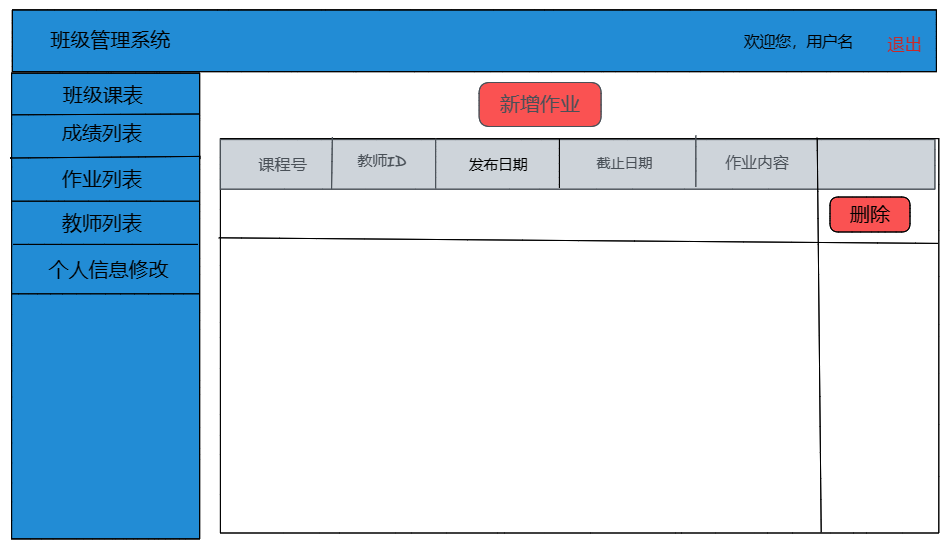 班级管理系统
欢迎您，用户名 退出
班级课表
成绩列表
作业列表
教师列表
个人信息修改
新增作业
课程号 教师ID 发布日期 截止日期 作业内容
删除